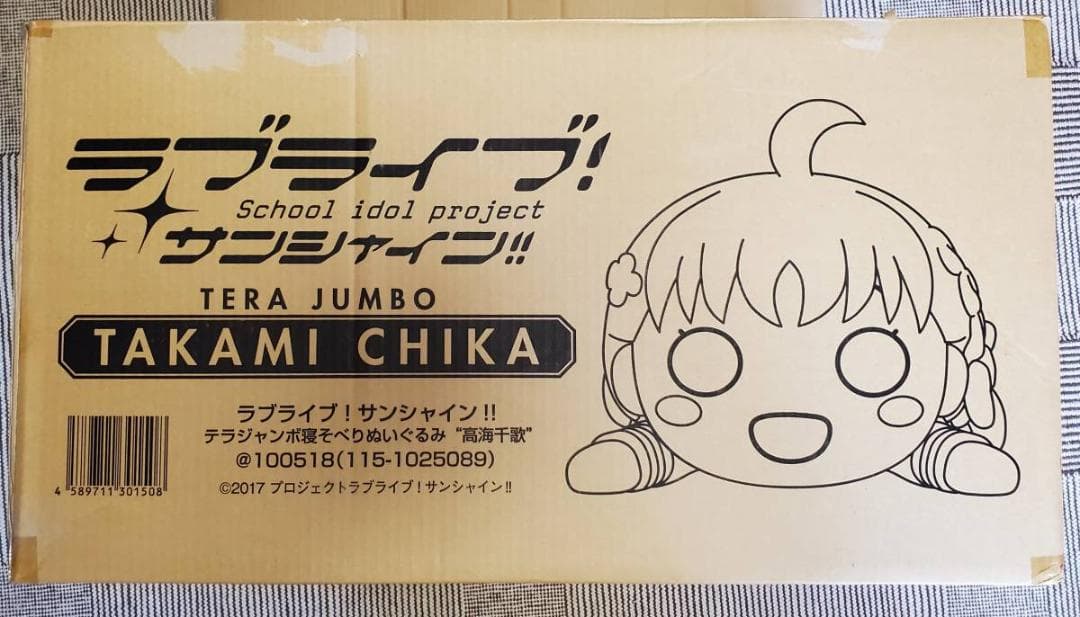 ラブライブ!
School idol project
サンシャイン!!
TERA JUMBO
TAKAMI CHIKA
ラブライブ!サンシャイン!!
テラジャンボ寝そべりぬいぐるみ “高海千歌”
@100518(115-1025089)
©2017 プロジェクトラブライブ!サンシャイン!!
4 589711 301508